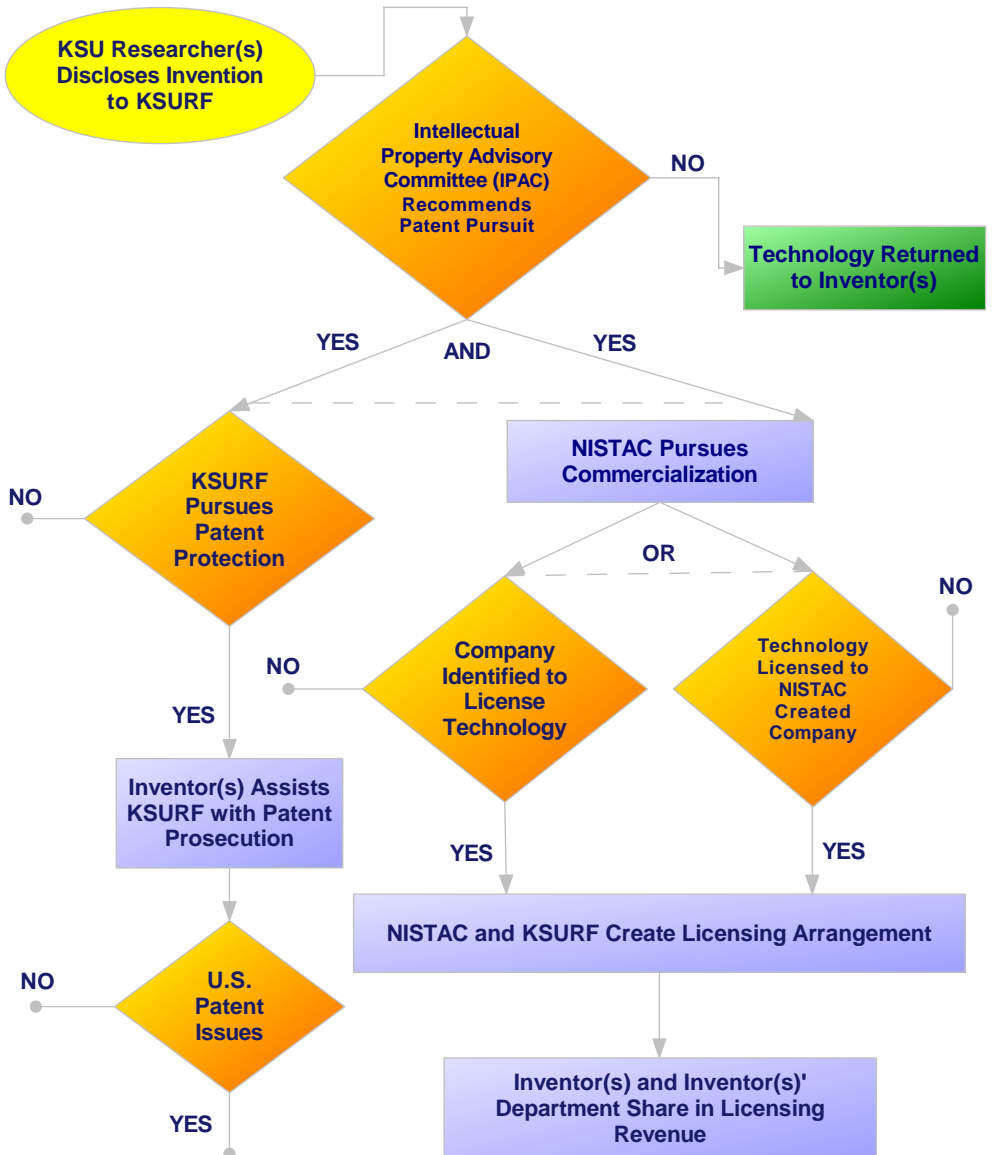 KSU Researcher(s)
Discloses Invention
to KSURF
Intellectual
Property Advisory
Committee (IPAC)
Recommends
Patent Pursuit
NO
Technology Returned
to Inventor(s)
YES
AND
YES
NISTAC Pursues
Commercialization
KSURF
Pursues
Patent
Protection
NO
OR
NO
Company
Identified to
License
Technology
NO
Technology
Licensed to
NISTAC
Created
Company
YES
Inventor(s) Assists
KSURF with Patent
Prosecution
YES
YES
NISTAC and KSURF Create Licensing Arrangement
NO
U.S.
Patent
Issues
YES
Inventor(s) and Inventor(s)'
Department Share in Licensing
Revenue